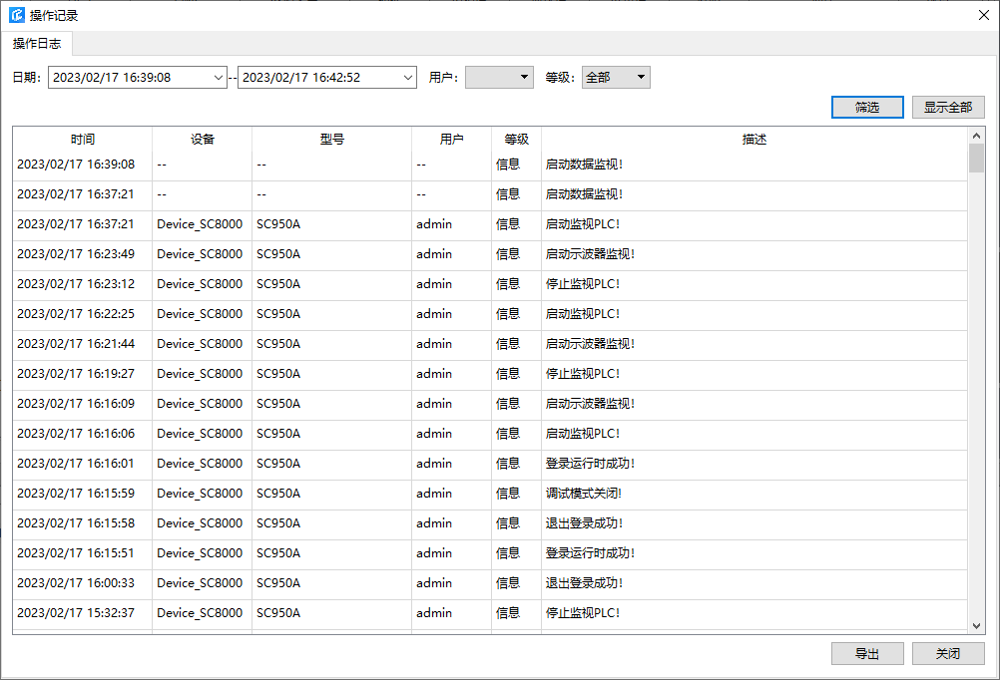 操作记录
操作日志
日期: 2023/02/17 16:39:08 -- 2023/02/17 16:42:52 用户: 等级: 全部
筛选 显示全部
时间 设备 型号 用户 等级 描述
2023/02/17 16:39:08 -- -- -- 信息 启动数据监视!
2023/02/17 16:37:21 -- -- -- 信息 启动数据监视!
2023/02/17 16:37:21 Device_SC8000 SC950A admin 信息 启动监视PLC!
2023/02/17 16:23:49 Device_SC8000 SC950A admin 信息 启动示波器监视!
2023/02/17 16:23:12 Device_SC8000 SC950A admin 信息 停止监视PLC!
2023/02/17 16:22:25 Device_SC8000 SC950A admin 信息 启动监视PLC!
2023/02/17 16:21:44 Device_SC8000 SC950A admin 信息 启动示波器监视!
2023/02/17 16:19:27 Device_SC8000 SC950A admin 信息 停止监视PLC!
2023/02/17 16:16:09 Device_SC8000 SC950A admin 信息 启动示波器监视!
2023/02/17 16:16:06 Device_SC8000 SC950A admin 信息 启动监视PLC!
2023/02/17 16:16:01 Device_SC8000 SC950A admin 信息 登录运行时成功!
2023/02/17 16:15:59 Device_SC8000 SC950A admin 信息 调试模式关闭!
2023/02/17 16:15:58 Device_SC8000 SC950A admin 信息 退出登录成功!
2023/02/17 16:15:51 Device_SC8000 SC950A admin 信息 登录运行时成功!
2023/02/17 16:00:33 Device_SC8000 SC950A admin 信息 退出登录成功!
2023/02/17 15:32:37 Device_SC8000 SC950A admin 信息 停止监视PLC!
导出 关闭